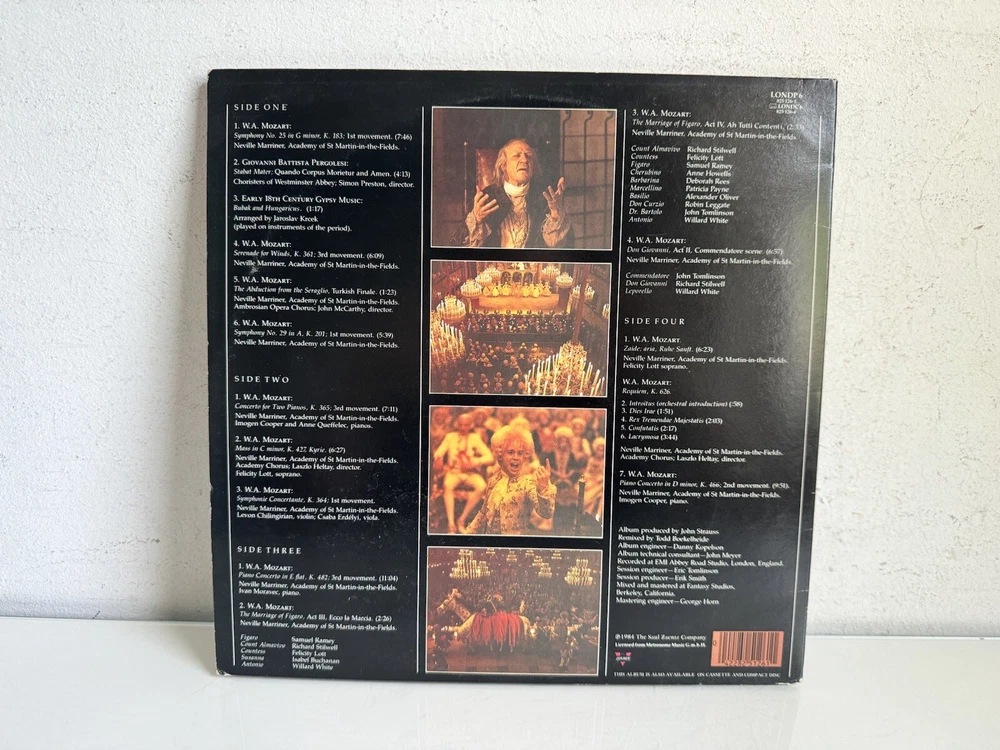 SIDE ONE
1. W.A. MOZART:
Symphony No. 25 in G minor, K. 183; 1st movement. (7:46)
Neville Marriner, Academy of St Martin-in-the-Fields.
2. GIOVANNI BATTISTA PERGOLESI:
Stabat Mater; Quando Corpus Morietur and Amen. (4:13)
Choristers of Westminster Abbey; Simon Preston, director.
3. EARLY 18TH CENTURY GYPSY MUSIC:
Bubák and Hungaricus. (1:17)
Arranged by Jaroslav Krcek
(played on instruments of the period).
4. W.A. MOZART:
Serenade for Winds, K. 361; 3rd movement. (6:09)
Neville Marriner, Academy of St Martin-in-the-Fields.
5. W.A. MOZART:
The Abduction from the Seraglio, Turkish Finale. (1:23)
Neville Marriner, Academy of St Martin-in-the-Fields.
Ambrosian Opera Chorus; John McCarthy, director.
6. W.A. MOZART:
Symphony No. 29 in A, K. 201; 1st movement. (5:39)
Neville Marriner, Academy of St Martin-in-the-Fields.
SIDE TWO
1. W.A. MOZART:
Concerto for Two Pianos, K. 365; 3rd movement. (7:11)
Neville Marriner, Academy of St Martin-in-the-Fields.
Imogen Cooper and Anne Queffelec, pianos.
2. W.A. MOZART:
Mass in C minor, K. 427, Kyrie. (6:27)
Neville Marriner, Academy of St Martin-in-the-Fields.
Academy Chorus; Laszlo Heltay, director.
Felicity Lott, soprano.
3. W.A. MOZART:
Symphonie Concertante, K. 364; 1st movement.
Neville Marriner, Academy of St Martin-in-the-Fields.
Levon Chilingirian, violin; Csaba Erdélyi, viola.
SIDE THREE
1. W.A. MOZART:
Piano Concerto in E flat, K. 482; 3rd movement. (11:04)
Neville Marriner, Academy of St Martin-in-the-Fields.
Ivan Moravec, piano.
2. W.A. MOZART:
The Marriage of Figaro, Act III, Ecco la Marcia. (2:26)
Neville Marriner, Academy of St Martin-in-the-Fields.
Figaro Samuel Ramey
Count Almaviva Richard Stilwell
Countess Felicity Lott
Susanna Isabel Buchanan
Antonio Willard White
LONDP 6
825 126-1
LONDC 6
825 126-4
3. W.A. MOZART:
The Marriage of Figaro, Act IV, Ah Tutti Contenti.
Neville Marriner, Academy of St Martin-in-the-Fields.
Count Almaviva Richard Stilwell
Countess Felicity Lott
Figaro Samuel Ramey
Cherubino Anne Howells
Barbarina Deborah Rees
Marcellina Patricia Payne
Basilio Alexander Oliver
Don Curzio Robin Leggate
Dr. Bartolo John Tomlinson
Antonio Willard White
4. W.A. MOZART:
Don Giovanni, Act II, Commendatore scene. (6:57)
Neville Marriner, Academy of St Martin-in-the-Fields.
Commendatore John Tomlinson
Don Giovanni Richard Stilwell
Leporello Willard White
SIDE FOUR
1. W.A. MOZART
Zaide; aria, Ruhe Sanft. (6:23)
Neville Marriner, Academy of St Martin-in-the-Fields.
Felicity Lott soprano.
W.A. MOZART:
Requiem, K. 626.
2. Introitus (orchestral introduction) (:58)
3. Dies Irae (1:51)
4. Rex Tremendae Majestatis (2:03)
5. Confutatis (2:17)
6. Lacrymosa (3:44)
Neville Marriner, Academy of St Martin-in-the-Fields.
Academy Chorus; Laszlo Heltay, director.
7. W.A. MOZART:
Piano Concerto in D minor, K. 466; 2nd movement. (9:51).
Neville Marriner, Academy of St Martin-in-the-Fields.
Imogen Cooper, piano.
Album produced by John Strauss
Remixed by Todd Boekelheide
Album engineer—Danny Kopelson
Album technical consultant—John Meyer
Recorded at EMI Abbey Road Studio, London, England.
Session engineer—Eric Tomlinson
Session producer—Erik Smith
Mixed and mastered at Fantasy Studios,
Berkeley, California.
Mastering engineer—George Horn
℗ 1984 The Saul Zaentz Company
Licensed from Metronome Music G.m.b.H.
THIS ALBUM IS ALSO AVAILABLE ON CASSETTE AND COMPACT DISC